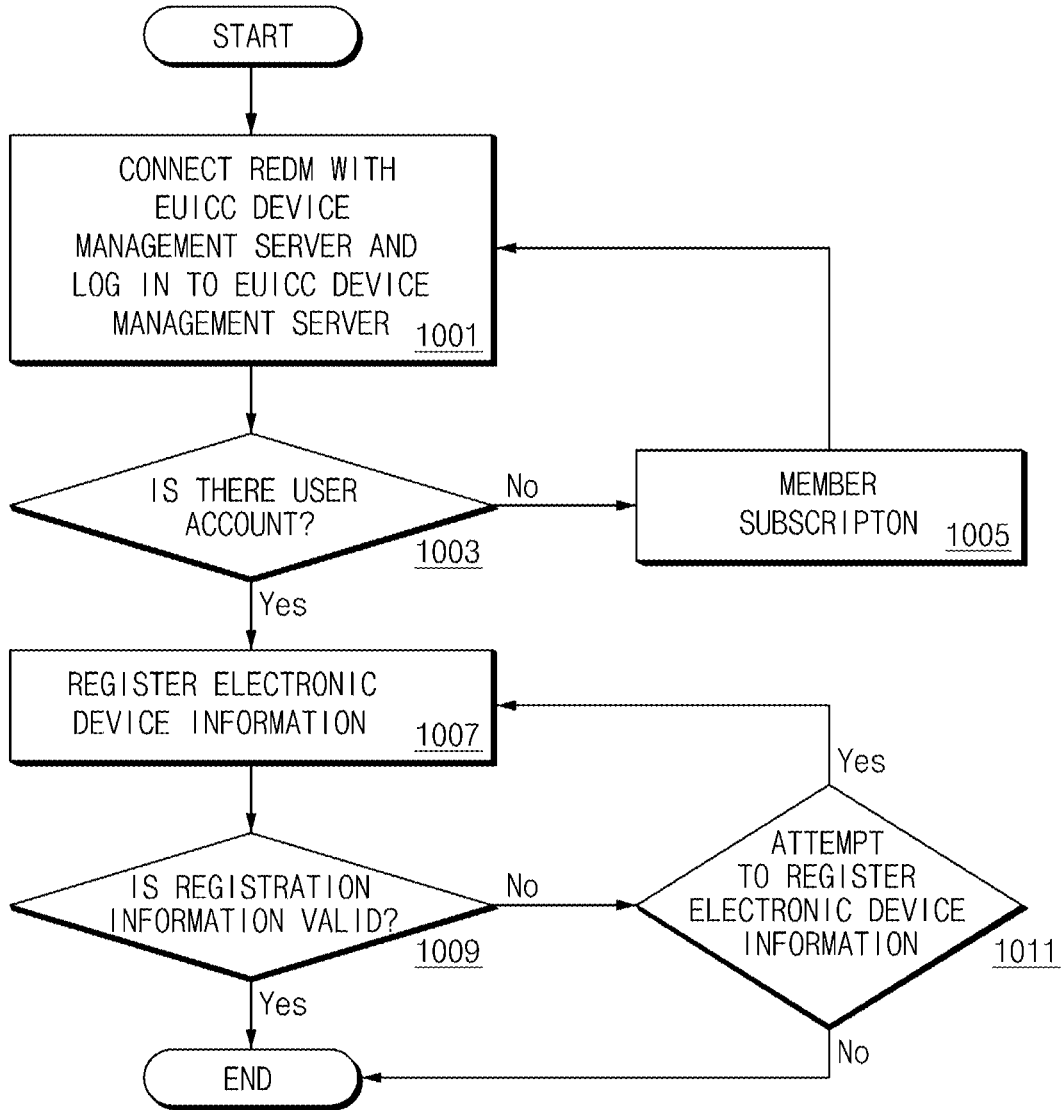 START
CONNECT REDM WITH
EUICC DEVICE
MANAGEMENT SERVER AND
LOG IN TO EUICC DEVICE
MANAGEMENT SERVER
1001
IS THERE USER
ACCOUNT?
1003
No
MEMBER
SUBSCRIPTON
1005
Yes
REGISTER ELECTRONIC
DEVICE INFORMATION
1007
IS REGISTRATION
INFORMATION VALID?
1009
No
Yes
ATTEMPT
TO REGISTER
ELECTRONIC DEVICE
INFORMATION
1011
Yes
No
END